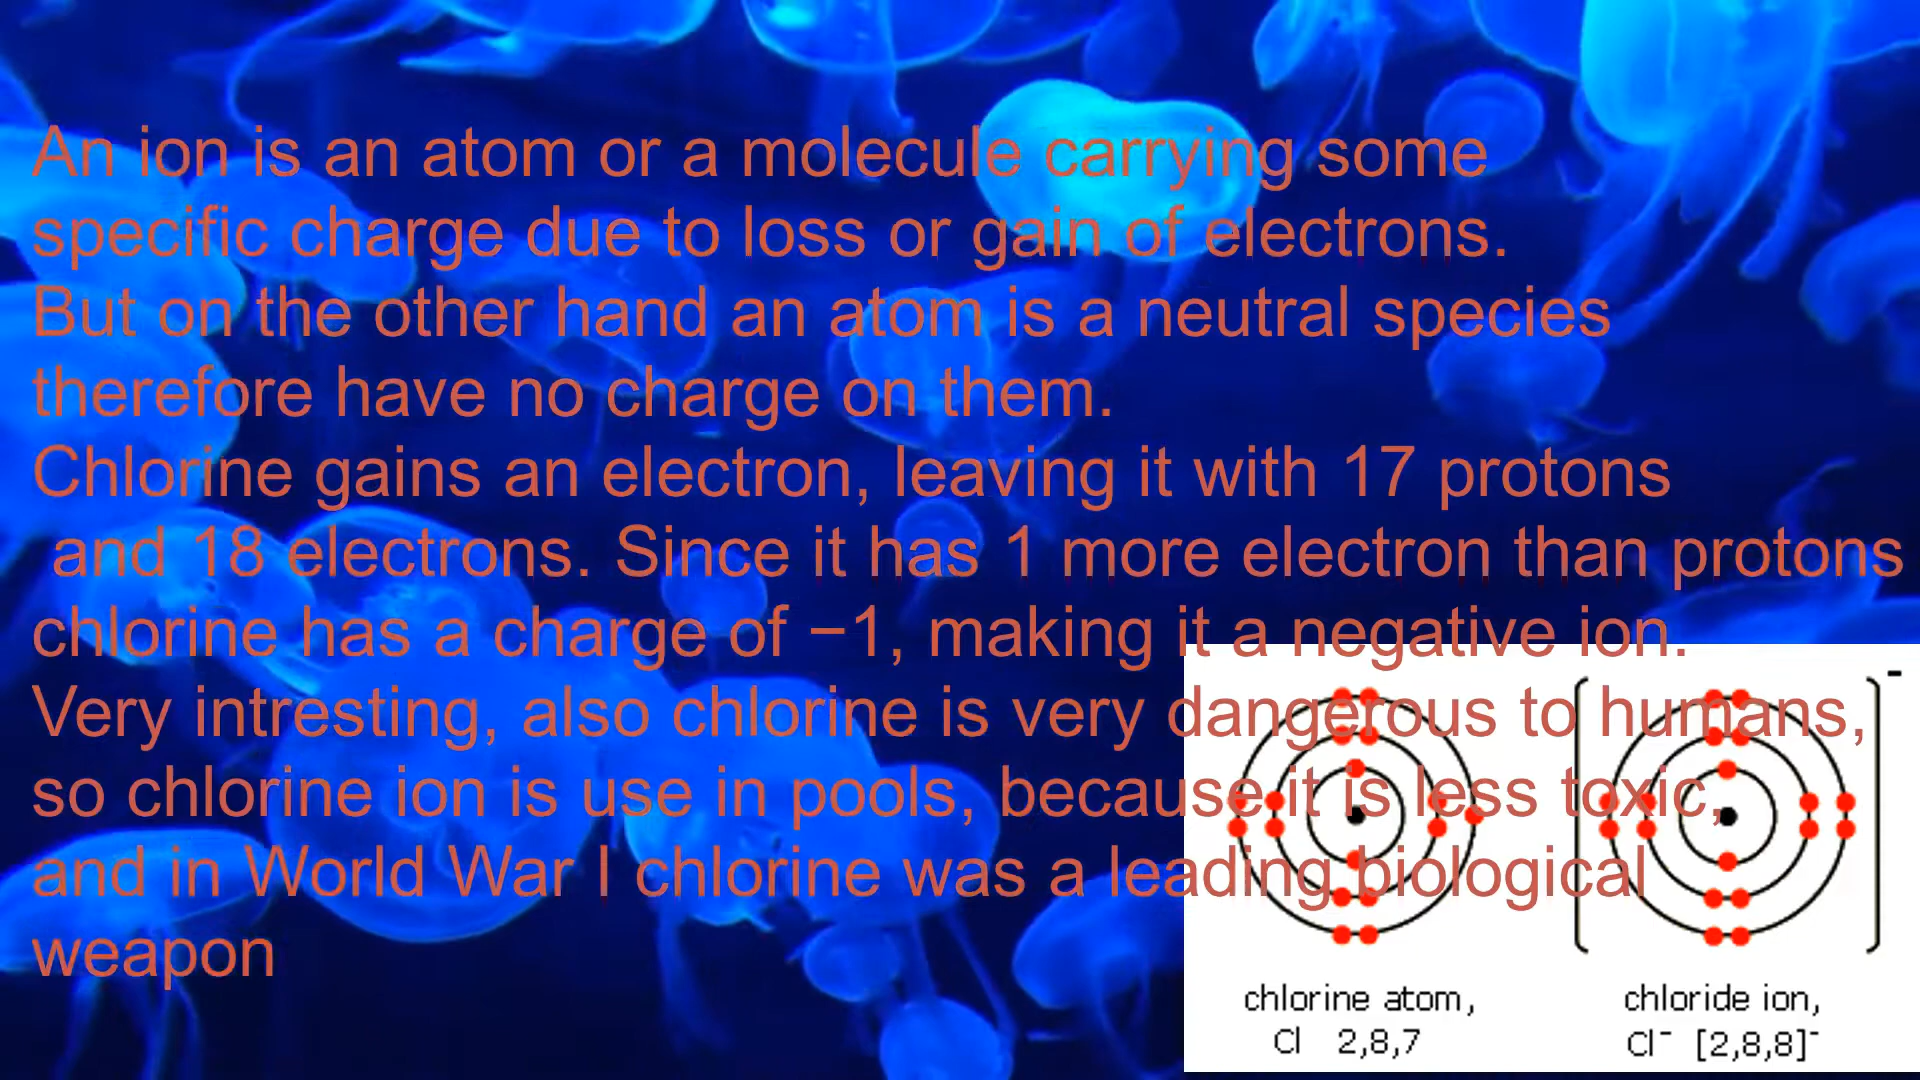 An ion is an atom or a molecule carrying some
specific charge due to loss or gain of electrons.
But on the other hand an atom is a neutral species
therefore have no charge on them.
Chlorine gains an electron, leaving it with 17 protons
and 18 electrons. Since it has 1 more electron than protons
chlorine has a charge of −1, making it a negative ion.
Very intresting, also chlorine is very dangerous to humans,
so chlorine ion is use in pools, because it is less toxic,
and in World War I chlorine was a leading biological
weapon
-
chlorine atom,
Cl 2,8,7
chloride ion,
Cl⁻ [2,8,8]⁻